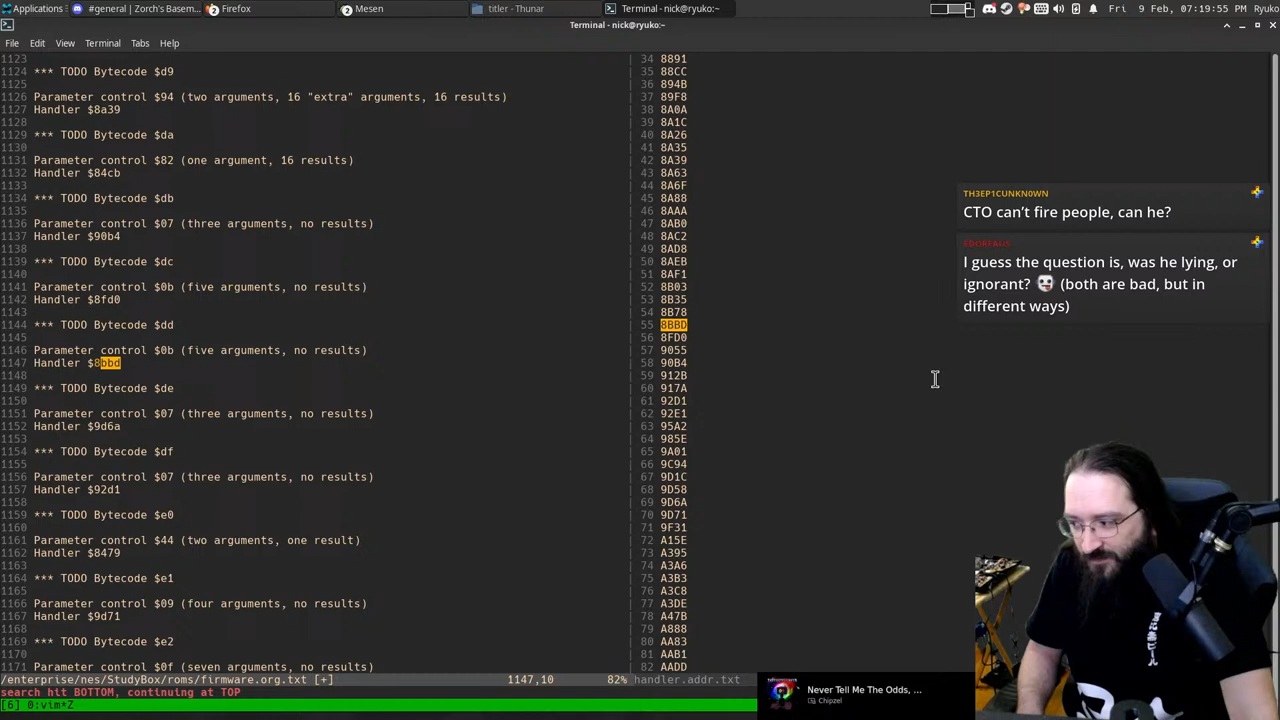 Applications
#general | Zorch's Basem...
2 Firefox
2 Mesen
titler - Thunar
Terminal - nick@ryuko:~
Fri 9 Feb, 07:19:55 PM Ryuko
Terminal - nick@ryuko:~
File Edit View Terminal Tabs Help
1123
1124 *** TODO Bytecode $d9
1125
1126 Parameter control $94 (two arguments, 16 "extra" arguments, 16 results)
1127 Handler $8a39
1128
1129 *** TODO Bytecode $da
1130
1131 Parameter control $82 (one argument, 16 results)
1132 Handler $84cb
1133
1134 *** TODO Bytecode $db
1135
1136 Parameter control $07 (three arguments, no results)
1137 Handler $90b4
1138
1139 *** TODO Bytecode $dc
1140
1141 Parameter control $0b (five arguments, no results)
1142 Handler $8fd0
1143
1144 *** TODO Bytecode $dd
1145
1146 Parameter control $0b (five arguments, no results)
1147 Handler $8bbd
1148
1149 *** TODO Bytecode $de
1150
1151 Parameter control $07 (three arguments, no results)
1152 Handler $9d6a
1153
1154 *** TODO Bytecode $df
1155
1156 Parameter control $07 (three arguments, no results)
1157 Handler $92d1
1158
1159 *** TODO Bytecode $e0
1160
1161 Parameter control $44 (two arguments, one result)
1162 Handler $8479
1163
1164 *** TODO Bytecode $e1
1165
1166 Parameter control $09 (four arguments, no results)
1167 Handler $9d71
1168
1169 *** TODO Bytecode $e2
1170
1171 Parameter control $0f (seven arguments, no results)
/enterprise/nes/StudyBox/roms/firmware.org.txt [+] 1147,10 82%
search hit BOTTOM, continuing at TOP
[6] 0:vim*Z
34 8891
35 88CC
36 894B
37 89F8
38 8A0A
39 8A1C
40 8A26
41 8A35
42 8A39
43 8A63
44 8A6F
45 8A88
46 8AAA
47 8AB0
48 8AC2
49 8AD8
50 8AEB
51 8AF1
52 8B03
53 8B35
54 8B78
55 8BBD
56 8FD0
57 9055
58 90B4
59 912B
60 917A
61 92D1
62 92E1
63 95A2
64 985E
65 9A01
66 9C94
67 9D1C
68 9D58
69 9D6A
70 9D71
71 9F31
72 A15E
73 A395
74 A3A6
75 A3B3
76 A3C8
77 A3DE
78 A47B
79 A888
80 AA83
81 AAB1
82 AADD
handler.addr.txt
TH3EP1CUNKN0WN
CTO can't fire people, can he?
I guess the question is, was he lying, or
ignorant? (both are bad, but in
different ways)
Never Tell Me The Odds, ...
Chipzel